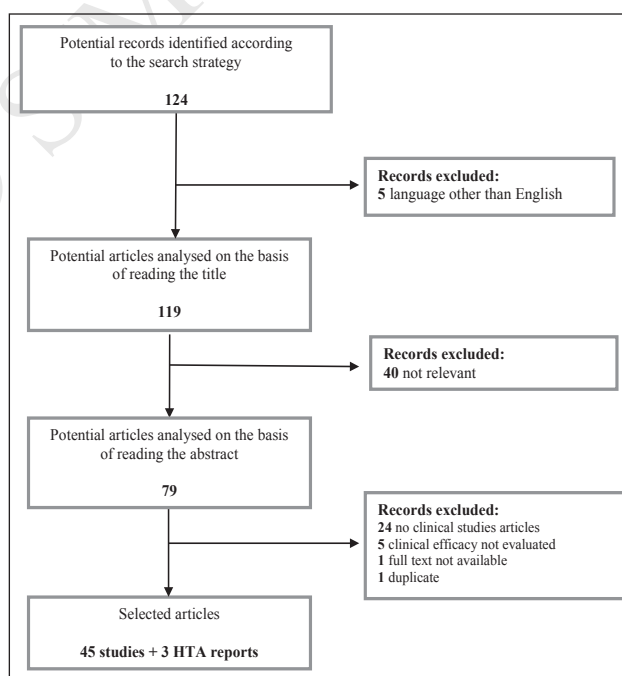 Potential records identified according
to the search strategy
124
Records excluded:
5 language other than English
Potential articles analysed on the basis
of reading the title
119
Records excluded:
40 not relevant
Potential articles analysed on the basis
of reading the abstract
79
Records excluded:
24 no clinical studies articles
5 clinical efficacy not evaluated
1 full text not available
1 duplicate
Selected articles
45 studies + 3 HTA reports